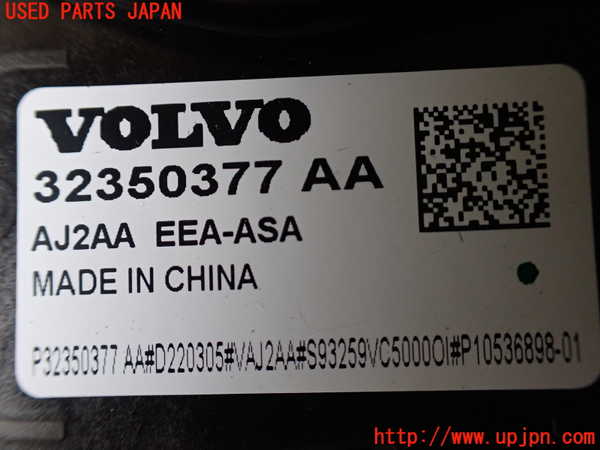 USED PARTS JAPAN
VOLVO
32350377 AA
AJ2AA EEA-ASA
MADE IN CHINA
P32350377 AA#D220305#VAJ2AA#S93259VC5000OI#P10536898-01
http://www.upjpn.com/